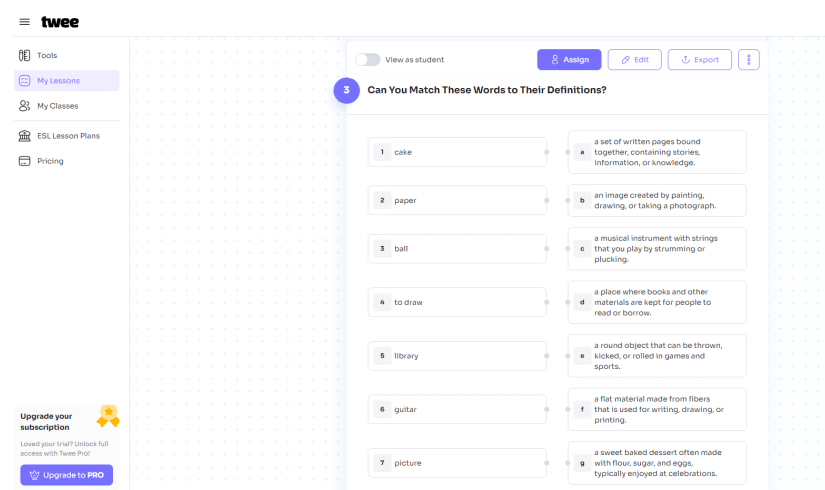 twee
Tools
My Lessons
My Classes
ESL Lesson Plans
Pricing
Upgrade your
subscription
Loved your trial? Unlock full
access with Twee Pro!
Upgrade to PRO
View as student
Assign
Edit
Export
3
Can You Match These Words to Their Definitions?
1 cake
a
a set of written pages bound
together, containing stories,
information, or knowledge.
2 paper
b
an image created by painting,
drawing, or taking a photograph.
3 ball
c
a musical instrument with strings
that you play by strumming or
plucking.
4 to draw
d
a place where books and other
materials are kept for people to
read or borrow.
5 library
e
a round object that can be thrown,
kicked, or rolled in games and
sports.
6 guitar
f
a flat material made from fibers
that is used for writing, drawing, or
printing.
7 picture
g
a sweet baked dessert often made
with flour, sugar, and eggs,
typically enjoyed at celebrations.